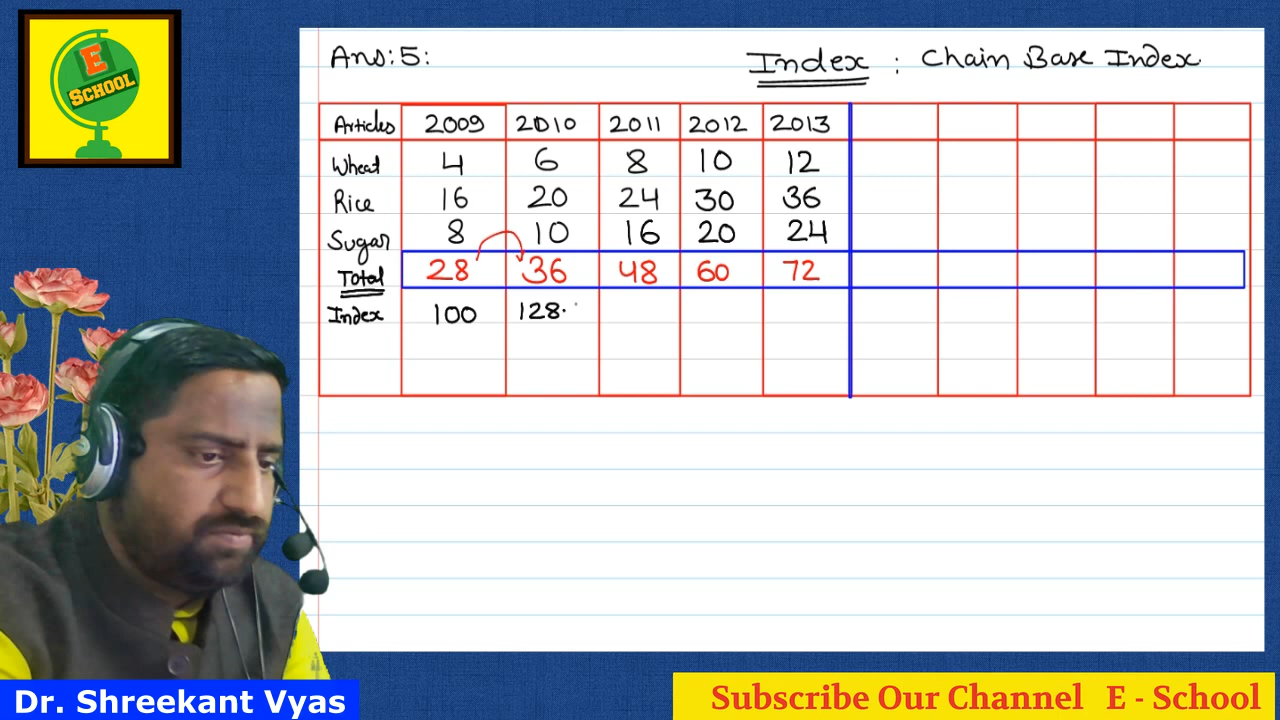 E
SCHOOL
Ans:5:
Index : Chain Base Index
Articles 2009 2010 2011 2012 2013
Wheat 4 6 8 10 12
Rice 16 20 24 30 36
Sugar 8 10 16 20 24
Total 28 36 48 60 72
Index 100 128.
Dr. Shreekant Vyas
Subscribe Our Channel E - School